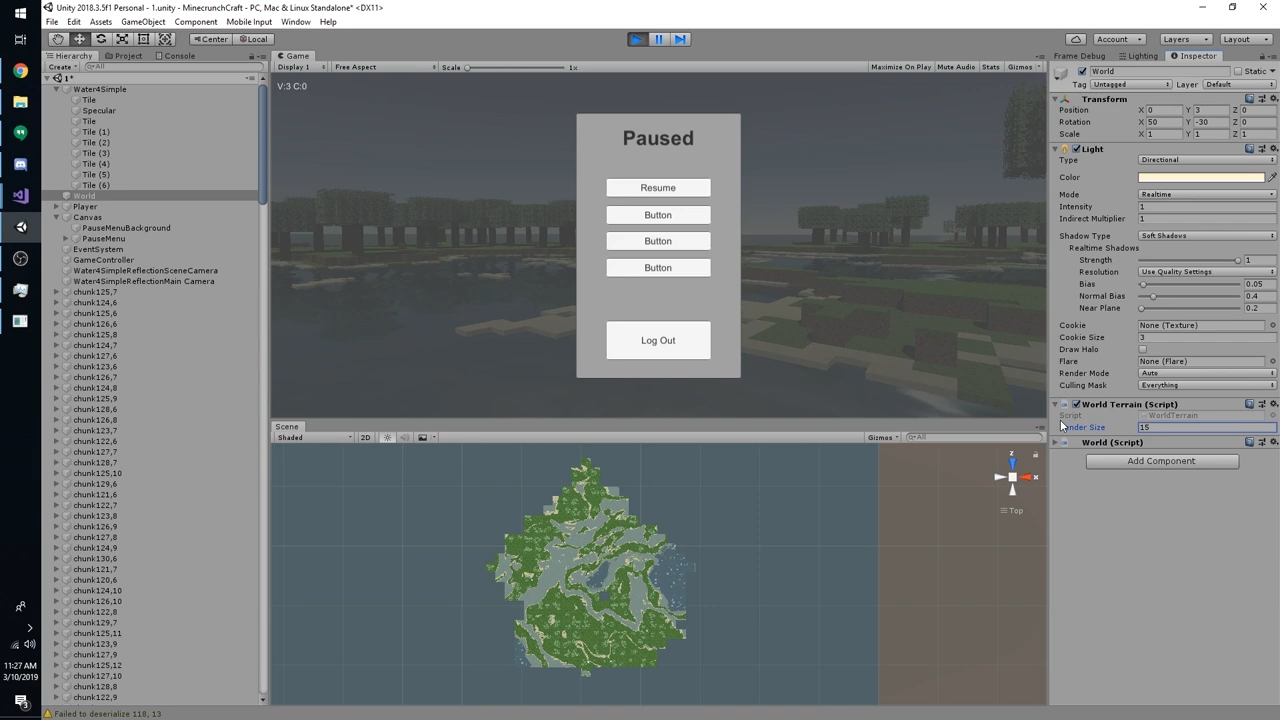 Unity 2018.3.5f1 Personal - 1.unity - MinecrunchCraft - PC, Mac & Linux Standalone* <DX11>
File Edit Assets GameObject Component Mobile Input Window Help
Center Local Account Layers Layout
Hierarchy Project Console
Create All
1*
Water4Simple
Tile
Specular
Tile
Tile (1)
Tile (2)
Tile (3)
Tile (4)
Tile (5)
Tile (6)
World
Player
Canvas
PauseMenuBackground
PauseMenu
EventSystem
GameController
Water4SimpleReflectionSceneCamera
Water4SimpleReflectionMain Camera
chunk125,7
chunk124,6
chunk125,6
chunk126,6
chunk125,8
chunk124,7
chunk127,6
chunk123,6
chunk126,7
chunk124,8
chunk125,9
chunk128,6
chunk126,8
chunk123,7
chunk122,6
chunk127,7
chunk128,7
chunk125,10
chunk129,6
chunk121,6
chunk122,7
chunk123,8
chunk126,9
chunk127,8
chunk124,9
chunk130,6
chunk121,7
chunk120,6
chunk124,10
chunk126,10
chunk122,8
chunk129,7
chunk125,11
chunk123,9
chunk127,9
chunk125,12
chunk127,10
chunk128,8
chunk122,9
Game
Display 1 Free Aspect Scale 1x Maximize On Play Mute Audio Stats Gizmos
V:3 C:0
Paused
Resume
Button
Button
Button
Log Out
Scene
Shaded 2D Gizmos All
z
x
Top
Frame Debug Lighting Inspector
World Static
Tag Untagged Layer Default
Transform
Position X 0 Y 3 Z 0
Rotation X 50 Y -30 Z 0
Scale X 1 Y 1 Z 1
Light
Type Directional
Color
Mode Realtime
Intensity 1
Indirect Multiplier 1
Shadow Type Soft Shadows
Realtime Shadows
Strength 1
Resolution Use Quality Settings
Bias 0.05
Normal Bias 0.4
Near Plane 0.2
Cookie None (Texture)
Cookie Size 3
Draw Halo
Flare None (Flare)
Render Mode Auto
Culling Mask Everything
World Terrain (Script)
Script WorldTerrain
ender Size 15
World (Script)
Add Component
11:27 AM
3/10/2019
3
Failed to deserialize 118, 13